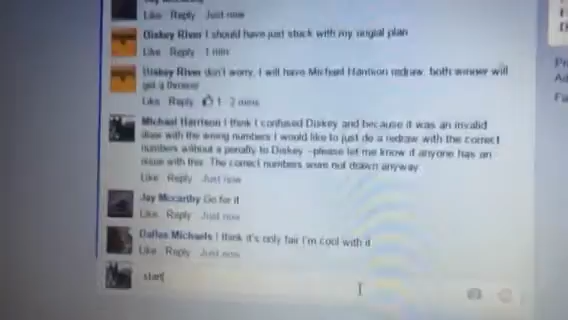 Like Reply Just now
Diskey River I should have just stuck with my origial plan
Like Reply 1 min
Diskey River don't worry, I will have Michael Harrison redraw, both winner will
get a
Like Reply 1 · 2 mins
Michael Harrison I think I confused Diskey and because it was an invalid
draw with the wrong numbers I would like to just do a redraw with the correct
numbers without a penalty to Diskey --please let me know if anyone has an
issue with this. The correct numbers were not drawn anyway.
Like Reply Just now
Jay Mccarthy Go for it
Like Reply Just now
Dallas Michaels I think it's only fair I'm cool with it
Like Reply Just now
start